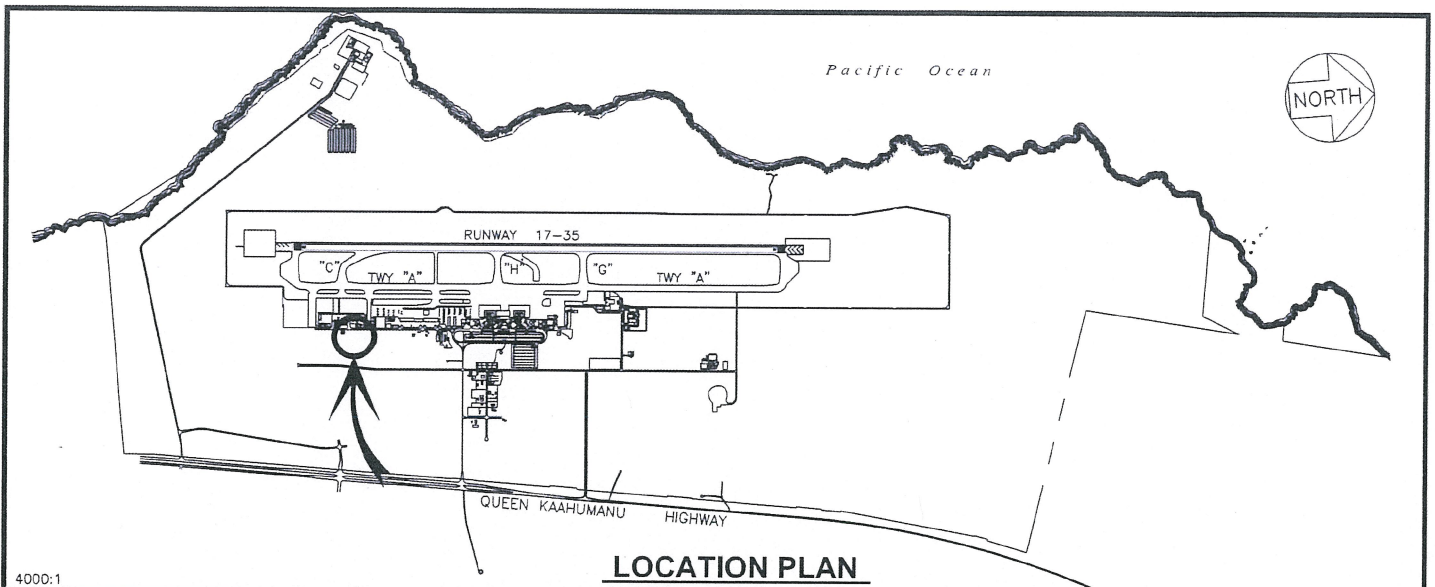 Pacific Ocean
NORTH
RUNWAY 17-35
"C"
TWY "A"
"H"
"G"
TWY "A"
QUEEN KAAHUMANU HIGHWAY
LOCATION PLAN
4000:1